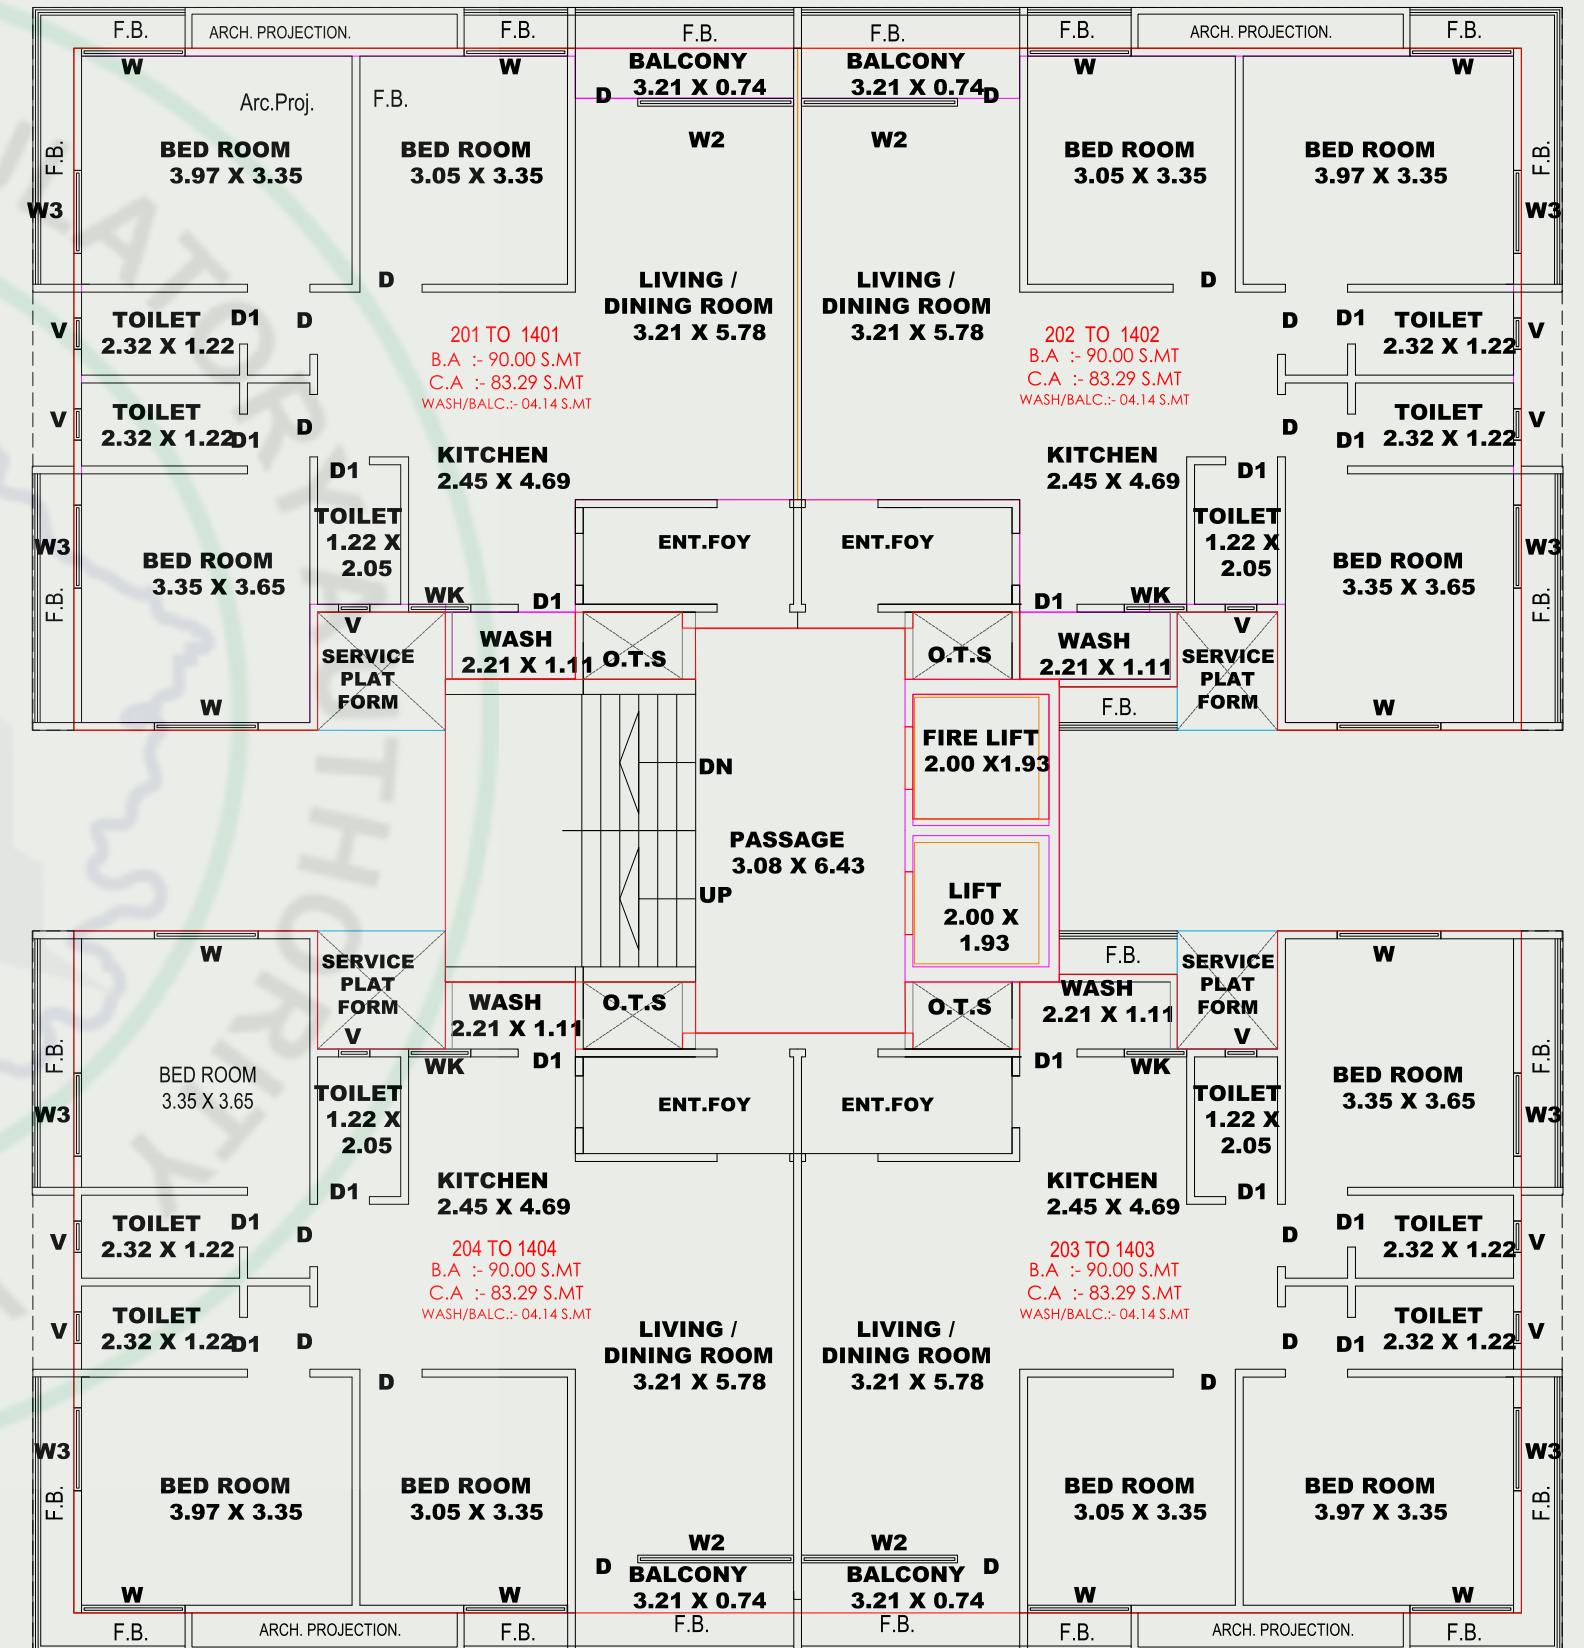 F.B.
ARCH. PROJECTION.
F.B.
F.B.
F.B.
F.B.
ARCH. PROJECTION.
F.B.
W
W
BALCONY
3.21 X 0.74
BALCONY
3.21 X 0.74
W
W
D
D
Arc.Proj.
F.B.
W2
W2
F.B.
BED ROOM
3.97 X 3.35
BED ROOM
3.05 X 3.35
BED ROOM
3.05 X 3.35
BED ROOM
3.97 X 3.35
F.B.
W3
W3
D
LIVING /
DINING ROOM
3.21 X 5.78
LIVING /
DINING ROOM
3.21 X 5.78
D
V
TOILET
2.32 X 1.22
D1
D
201 TO 1401
B.A :- 90.00 S.MT
C.A :- 83.29 S.MT
WASH/BALC.:- 04.14 S.MT
202 TO 1402
B.A :- 90.00 S.MT
C.A :- 83.29 S.MT
WASH/BALC.:- 04.14 S.MT
D
D1
TOILET
2.32 X 1.22
V
V
TOILET
2.32 X 1.22
D1
D
D
D1
TOILET
2.32 X 1.22
V
D1
KITCHEN
2.45 X 4.69
KITCHEN
2.45 X 4.69
D1
W3
F.B.
BED ROOM
3.35 X 3.65
TOILET
1.22 X
2.05
ENT.FOY
ENT.FOY
TOILET
1.22 X
2.05
BED ROOM
3.35 X 3.65
W3
F.B.
WK
D1
D1
WK
V
SERVICE
PLAT
FORM
WASH
2.21 X 1.11
O.T.S
O.T.S
WASH
2.21 X 1.11
V
SERVICE
PLAT
FORM
W
F.B.
W
DN
FIRE LIFT
2.00 X1.93
PASSAGE
3.08 X 6.43
UP
LIFT
2.00 X
1.93
W
SERVICE
PLAT
FORM
V
WASH
2.21 X 1.11
O.T.S
O.T.S
F.B.
WASH
2.21 X 1.11
SERVICE
PLAT
FORM
V
W
WK
D1
D1
WK
F.B.
W3
BED ROOM
3.35 X 3.65
TOILET
1.22 X
2.05
ENT.FOY
ENT.FOY
TOILET
1.22 X
2.05
BED ROOM
3.35 X 3.65
F.B.
W3
D1
KITCHEN
2.45 X 4.69
KITCHEN
2.45 X 4.69
D1
V
TOILET
2.32 X 1.22
D1
D
204 TO 1404
B.A :- 90.00 S.MT
C.A :- 83.29 S.MT
WASH/BALC.:- 04.14 S.MT
203 TO 1403
B.A :- 90.00 S.MT
C.A :- 83.29 S.MT
WASH/BALC.:- 04.14 S.MT
D
D1
TOILET
2.32 X 1.22
V
V
TOILET
2.32 X 1.22
D1
D
LIVING /
DINING ROOM
3.21 X 5.78
LIVING /
DINING ROOM
3.21 X 5.78
D
D1
TOILET
2.32 X 1.22
V
D
D
W3
W3
F.B.
BED ROOM
3.97 X 3.35
BED ROOM
3.05 X 3.35
BED ROOM
3.05 X 3.35
BED ROOM
3.97 X 3.35
F.B.
W2
W2
D
D
W
W
BALCONY
3.21 X 0.74
BALCONY
3.21 X 0.74
W
W
F.B.
ARCH. PROJECTION.
F.B.
F.B.
F.B.
F.B.
ARCH. PROJECTION.
F.B.
AUTHORITY